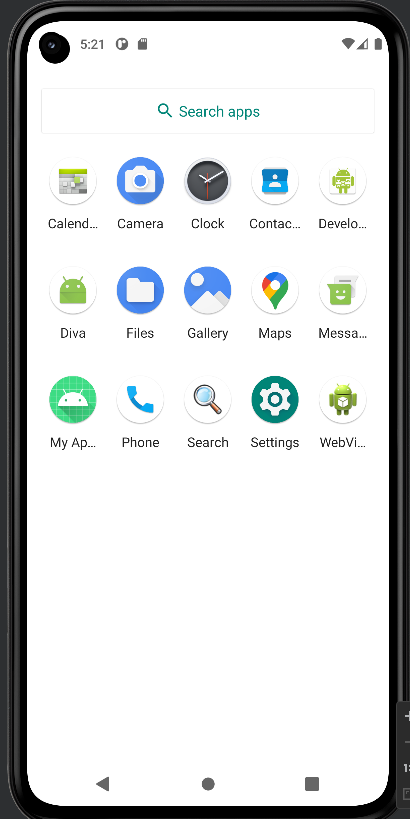 5:21
Search apps
Calend...
Camera
Clock
Contac...
Develo...
Diva
Files
Gallery
Maps
Messa...
My Ap...
Phone
Search
Settings
WebVi...